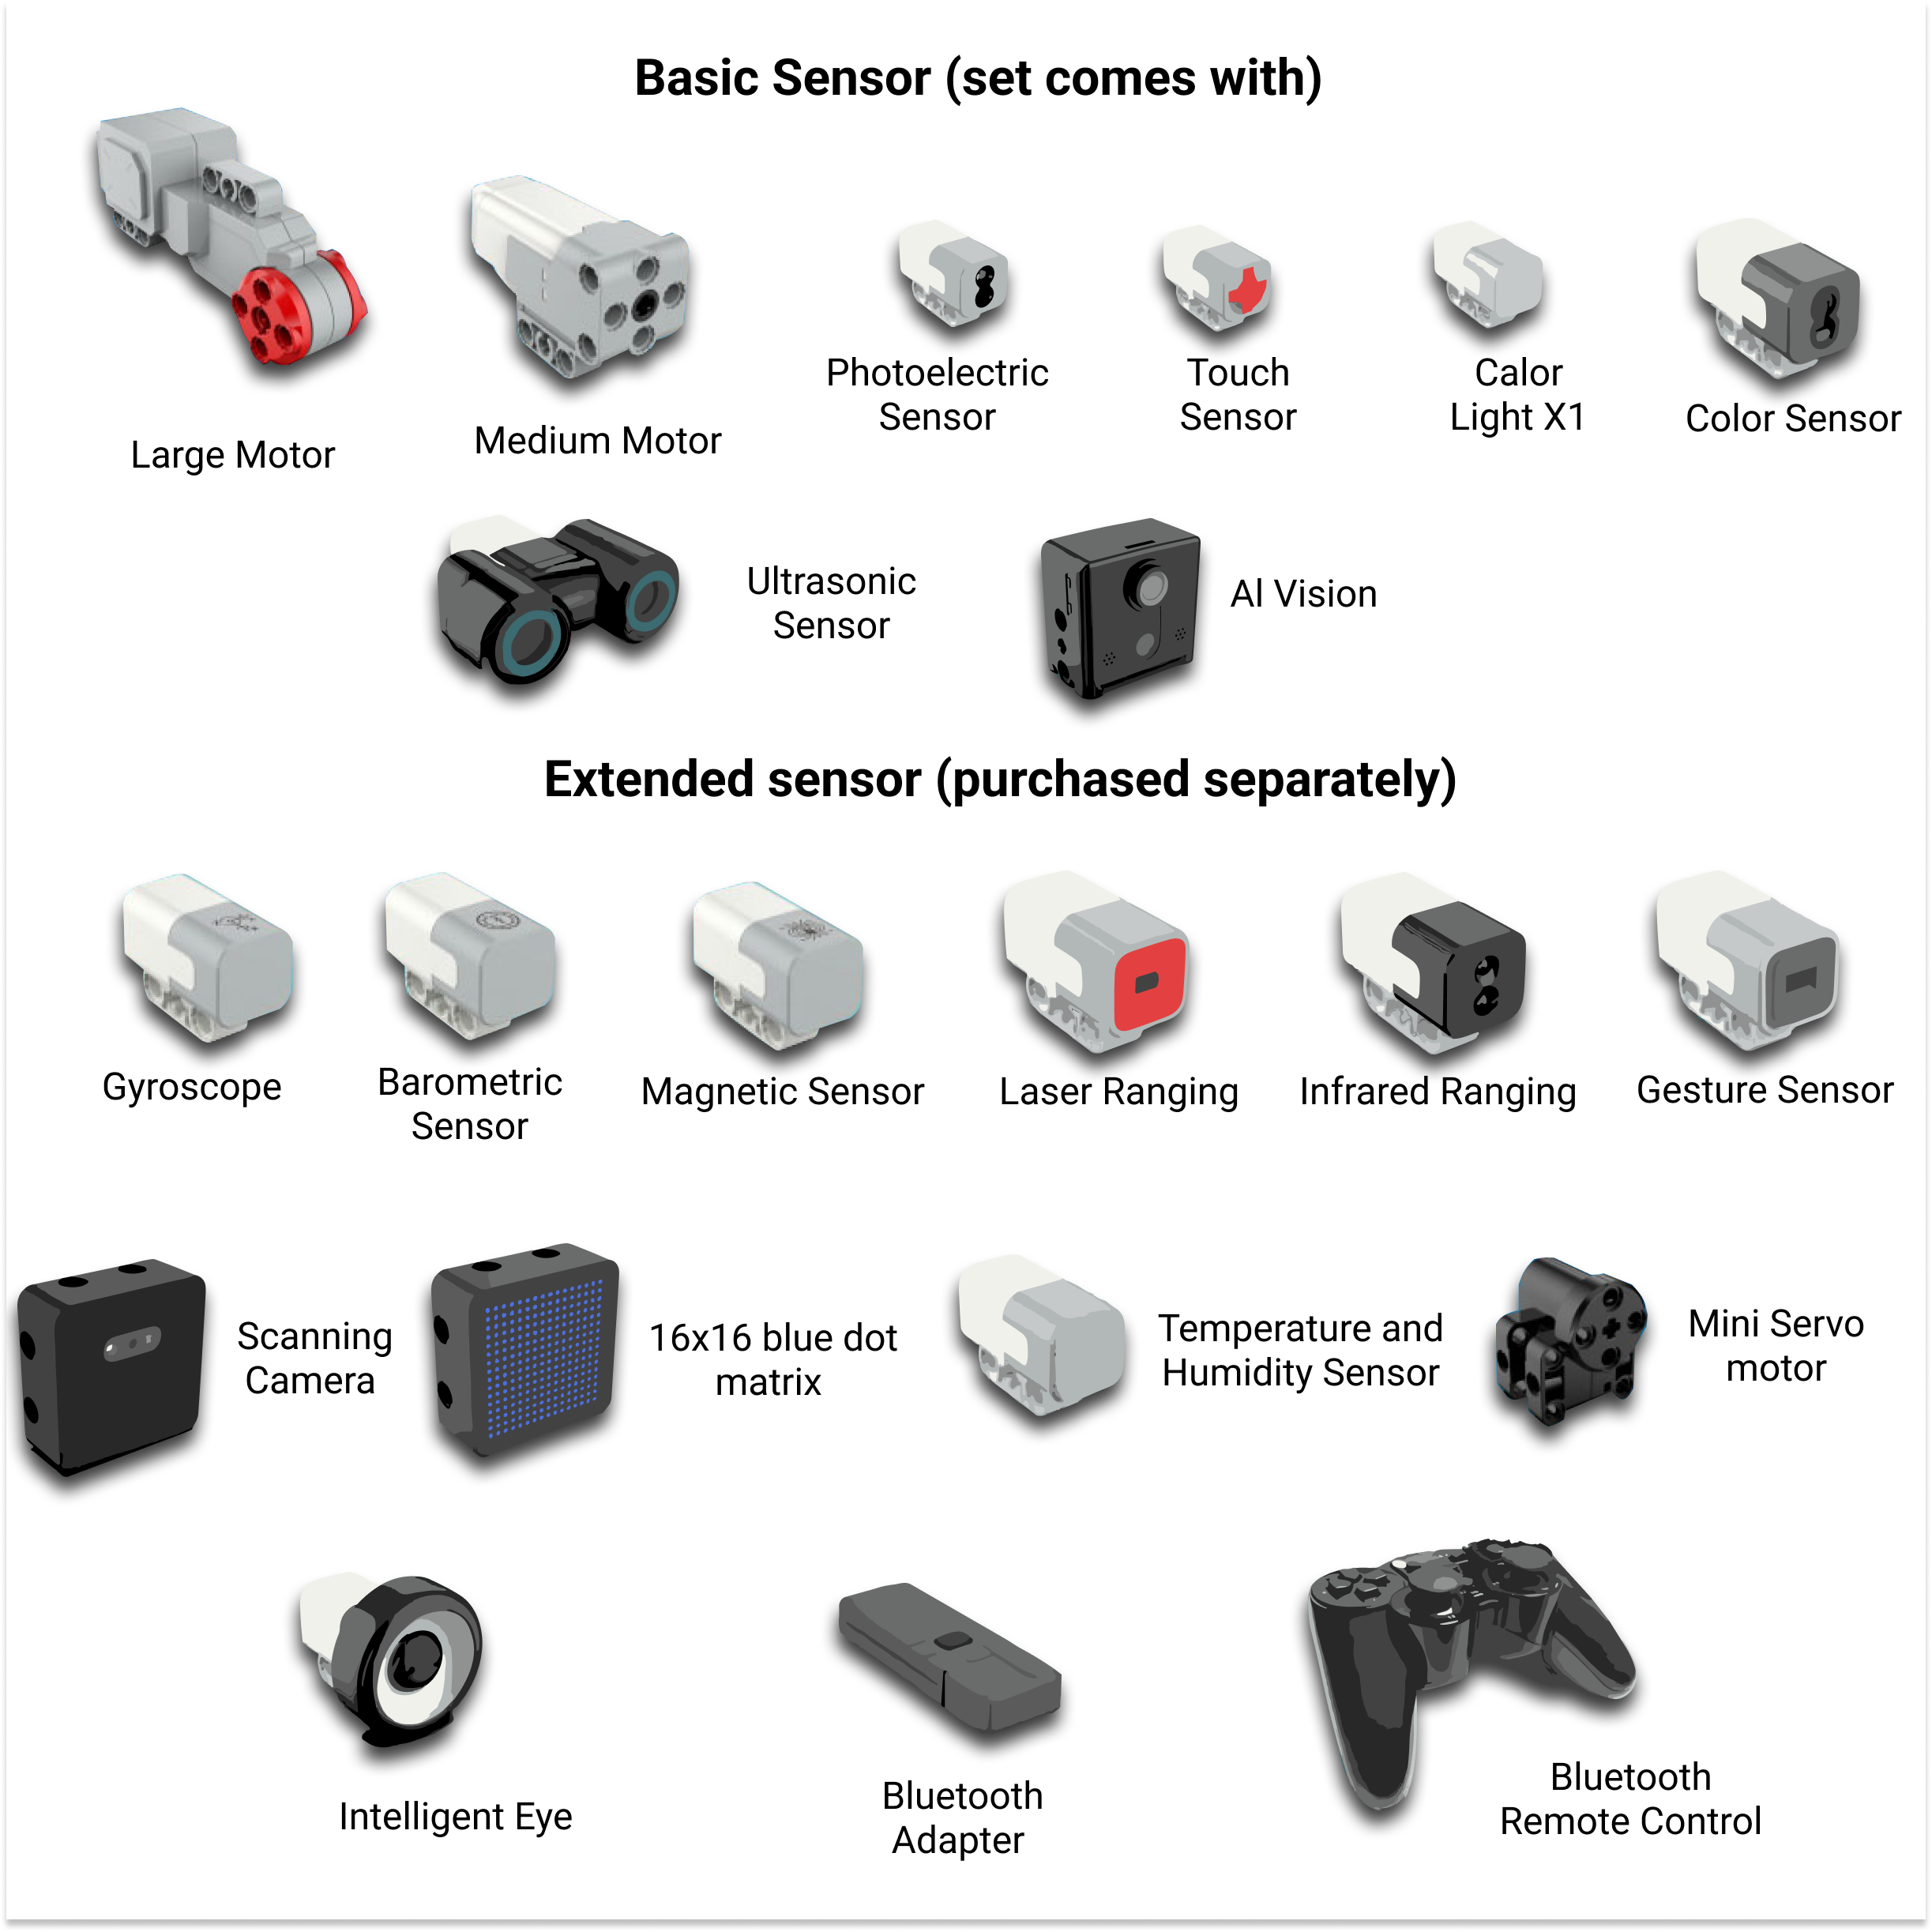 Basic Sensor (set comes with)
Large Motor
Medium Motor
Photoelectric
Sensor
Touch
Sensor
Calor
Light X1
Color Sensor
Ultrasonic
Sensor
Al Vision
Extended sensor (purchased separately)
Gyroscope
Barometric
Sensor
Magnetic Sensor
Laser Ranging
Infrared Ranging
Gesture Sensor
Scanning
Camera
16x16 blue dot
matrix
Temperature and
Humidity Sensor
Mini Servo
motor
Intelligent Eye
Bluetooth
Adapter
Bluetooth
Remote Control